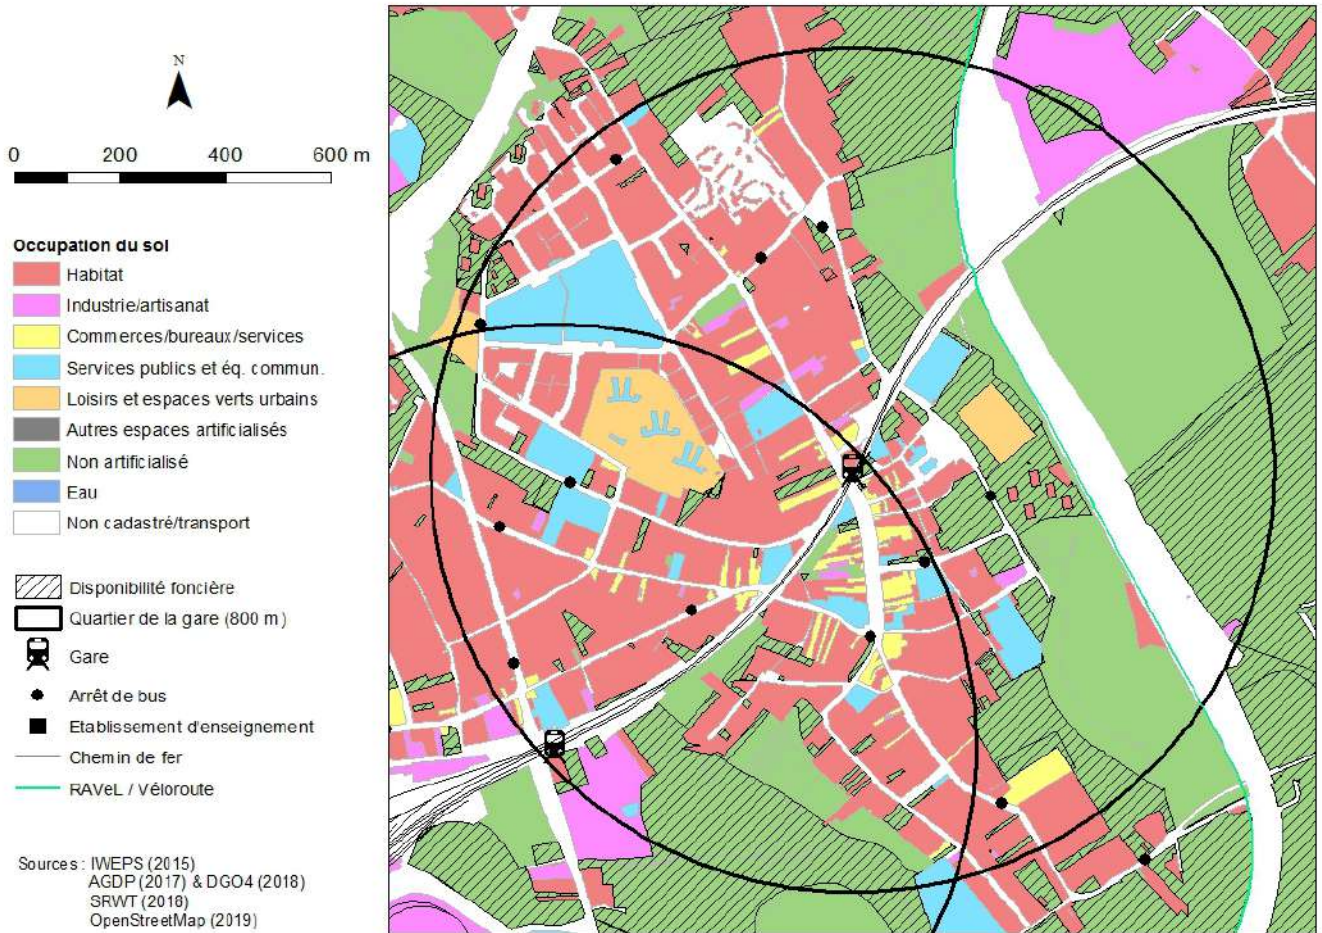 N
0 200 400 600 m
Occupation du sol
Habitat
Industrie/artisanat
Commerces/bureaux/services
Services publics et éq. commun.
Loisirs et espaces verts urbains
Autres espaces artificialisés
Non artificialisé
Eau
Non cadastré/transport
Disponibilité foncière
Quartier de la gare (800 m)
Gare
Arrêt de bus
Etablissement d'enseignement
Chemin de fer
RAVeL / Véloroute
Sources : IWEPS (2015)
AGDP (2017) & DGO4 (2018)
SRWT (2018)
OpenStreetMap (2019)